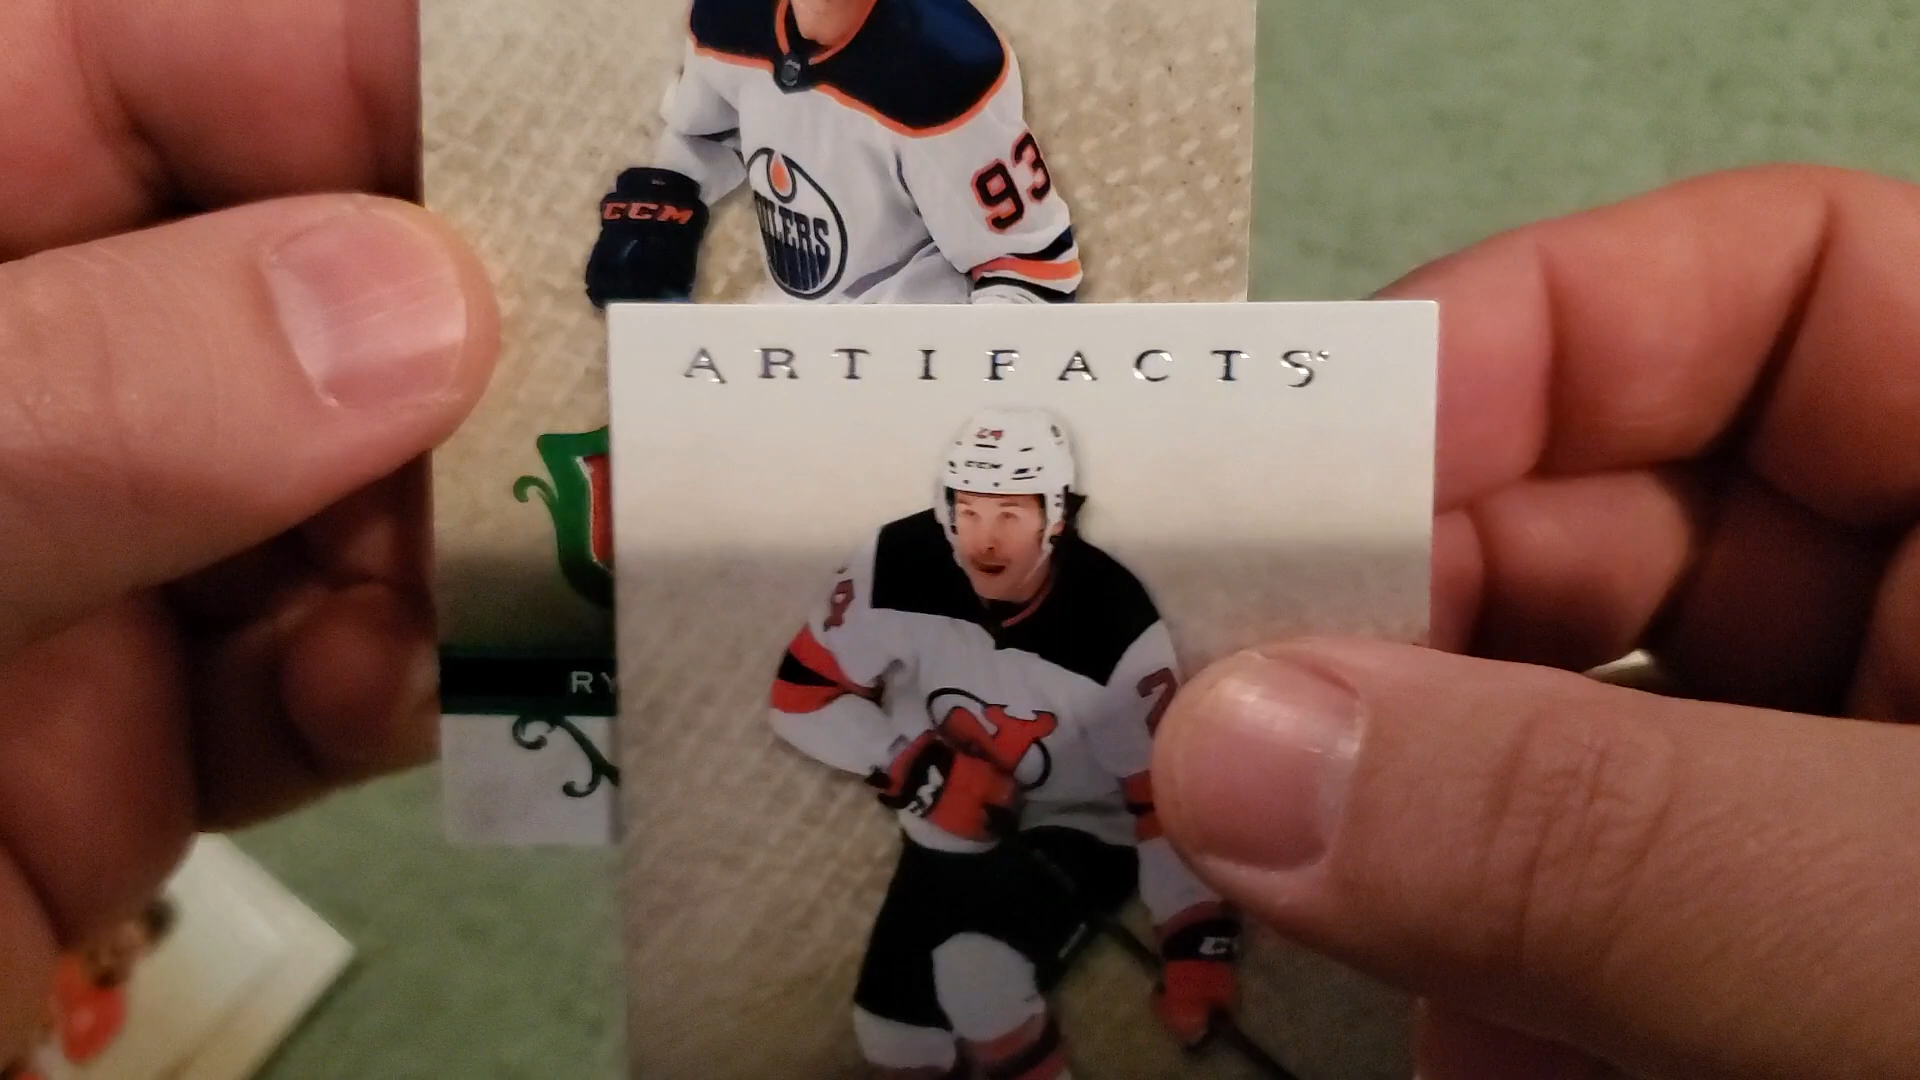 93
CCM
OILERS
ARTIFACTS
24
CCM
RY